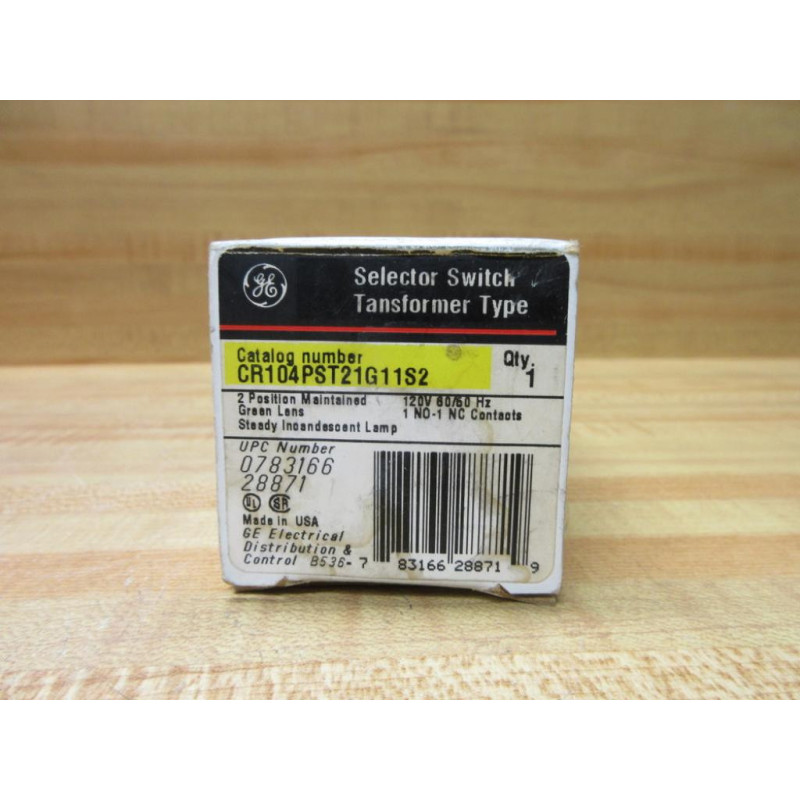 GE
Selector Switch
Tansformer Type
Catalog number
CR104PST21G11S2
Qty.
1
2 Position Maintained 120V 60/50 Hz
Green Lens 1 NO-1 NC Contacts
Steady Incandescent Lamp
UPC Number
0783166
28871
UL SA
Made in USA
GE Electrical
Distribution &
Control B536-
7 83166 28871 9